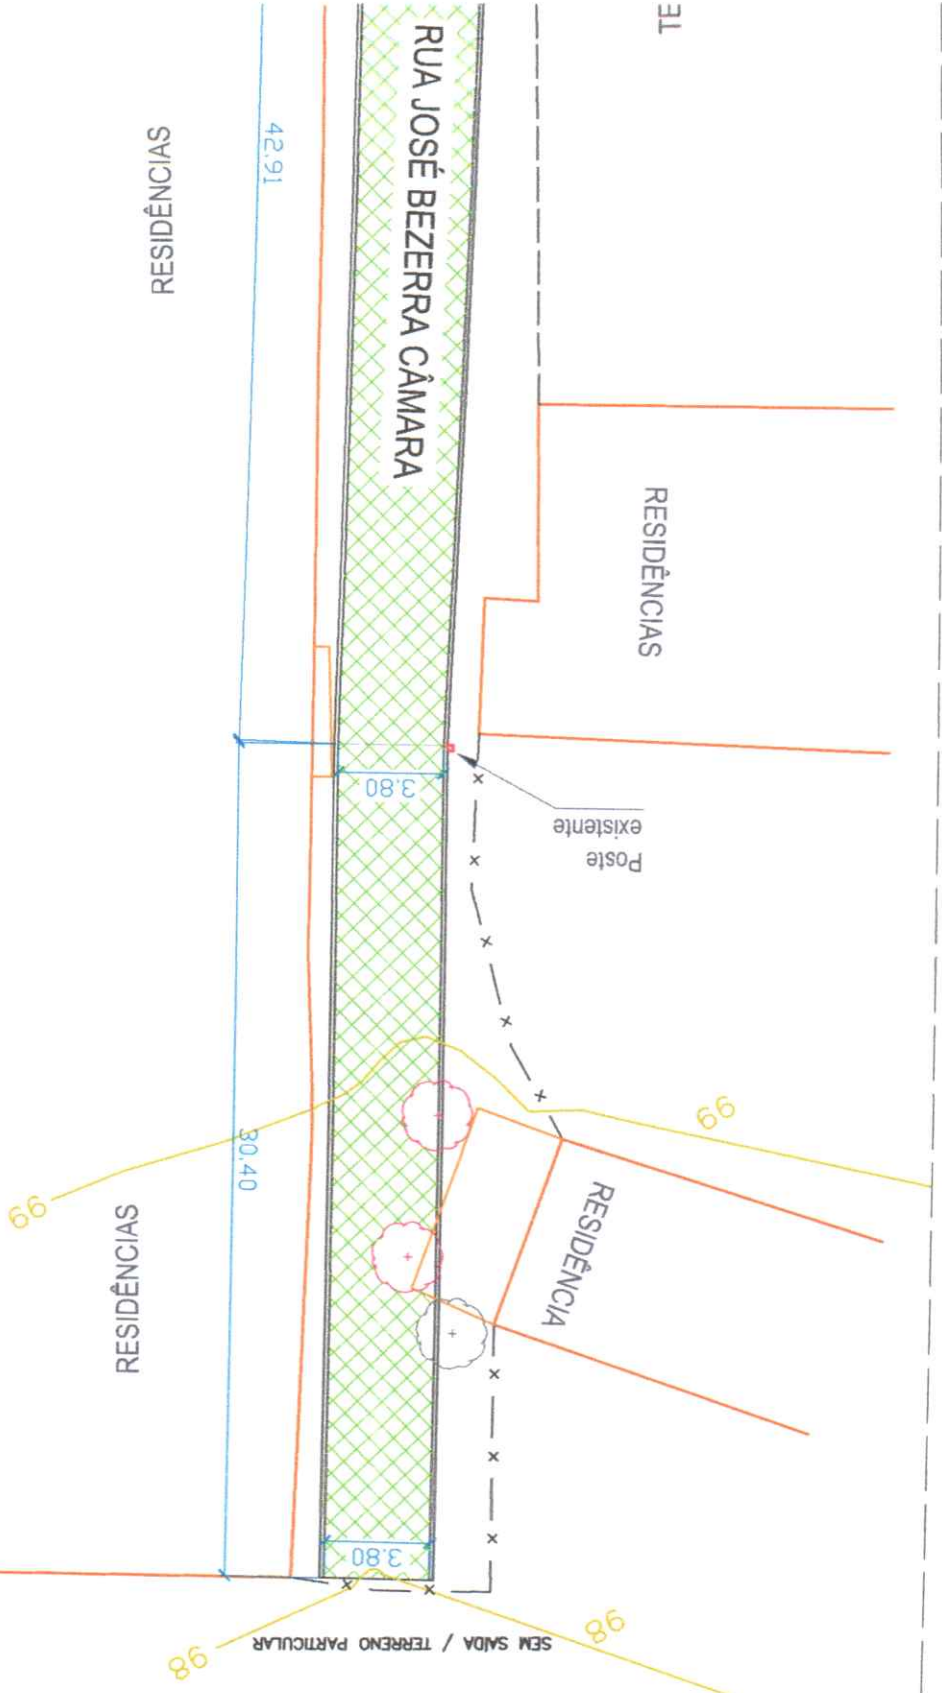 TE
42.91
RESIDÊNCIAS
RUA JOSÉ BEZERRA CÂMARA
RESIDÊNCIAS
3.80
Poste
existente
99
99
30.40
RESIDÊNCIAS
RESIDÊNCIA
3.80
98
98
SEM SAÍDA / TERRENO PARTICULAR